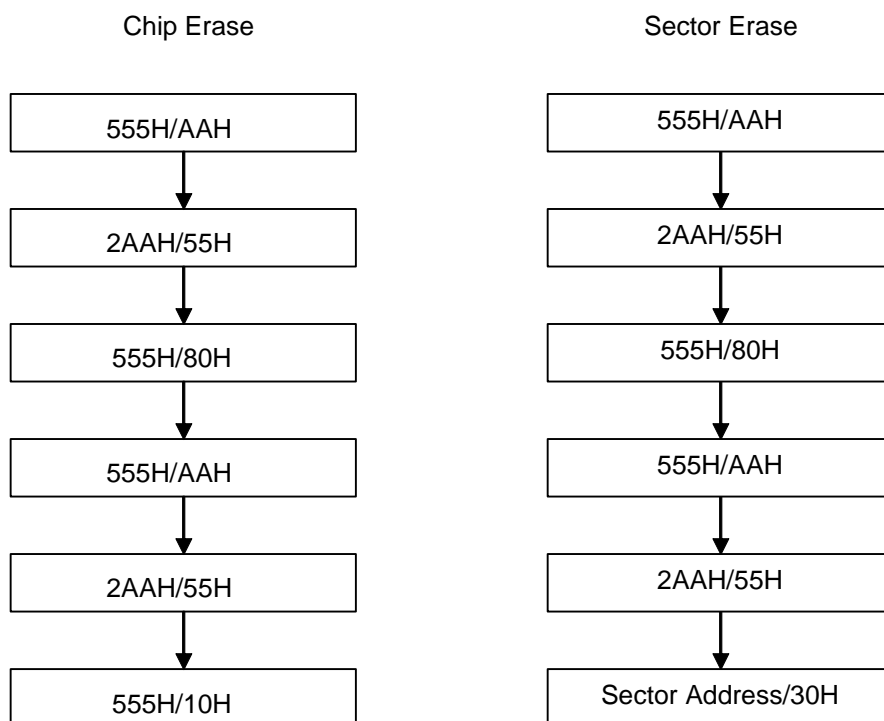 Chip Erase
555H/AAH
2AAH/55H
555H/80H
555H/AAH
2AAH/55H
555H/10H
Sector Erase
555H/AAH
2AAH/55H
555H/80H
555H/AAH
2AAH/55H
Sector Address/30H